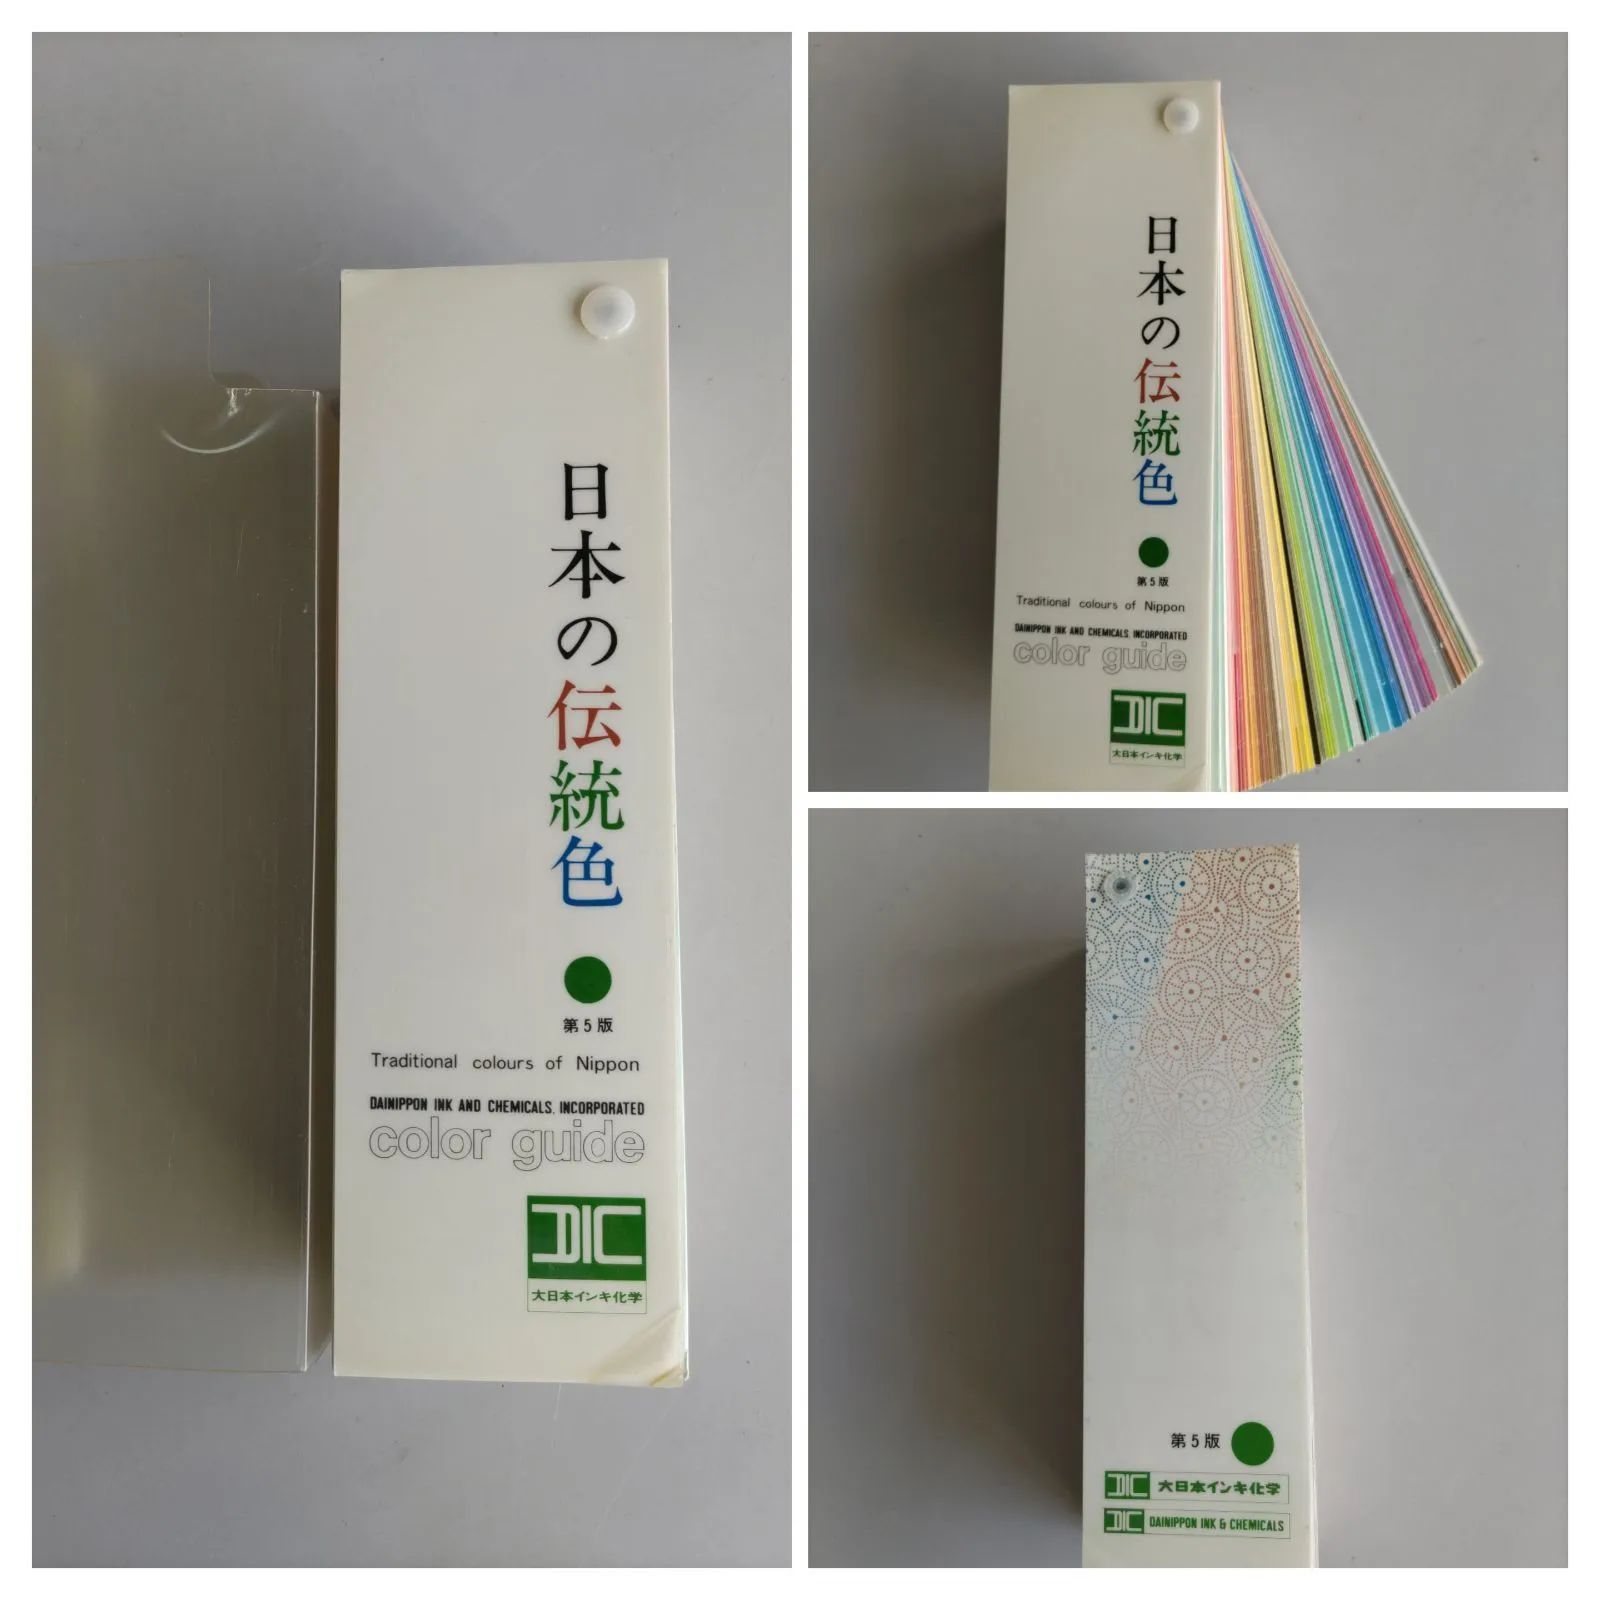 日本の伝統色
第5版
Traditional colours of Nippon
DAINIPPON INK AND CHEMICALS, INCORPORATED
color guide
DIC
大日本インキ化学
日本の伝統色
第5版
Traditional colours of Nippon
DAINIPPON INK AND CHEMICALS, INCORPORATED
color guide
DIC
大日本インキ化学
第5版
DIC 大日本インキ化学
DIC DAINIPPON INK & CHEMICALS